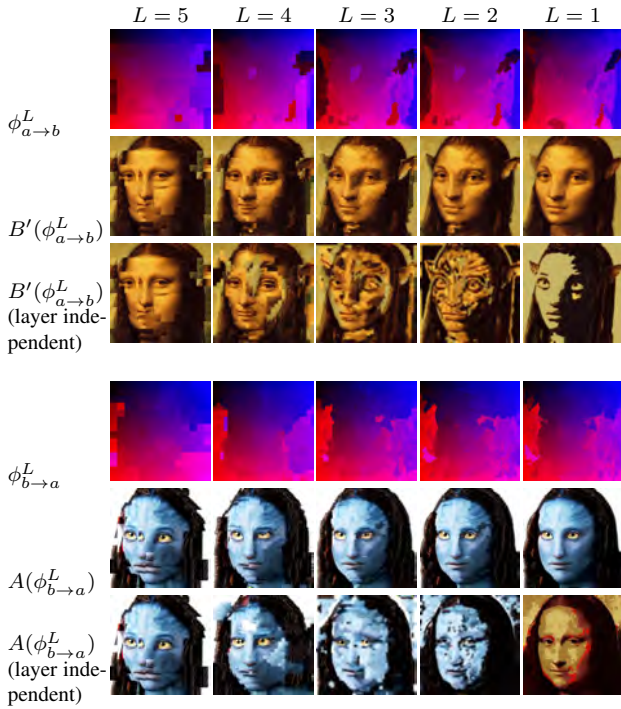 L = 5 L = 4 L = 3 L = 2 L = 1
ϕ^L_{a→b}
B′(ϕ^L_{a→b})
B′(ϕ^L_{a→b})
(layer inde-
pendent)
ϕ^L_{b→a}
A(ϕ^L_{b→a})
A(ϕ^L_{b→a})
(layer inde-
pendent)